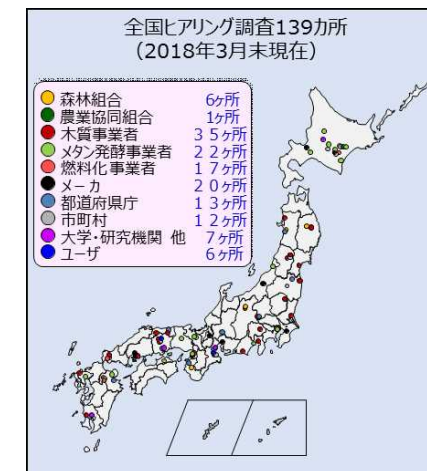 全国ヒアリング調査139カ所
(2018年3月末現在)
森林組合 6ヶ所
農業協同組合 1ヶ所
木質事業者 35ヶ所
メタン発酵事業者 22ヶ所
燃料化事業者 17ヶ所
メーカ 20ヶ所
都道府県庁 13ヶ所
市町村 12ヶ所
大学・研究機関 他 7ヶ所
ユーザ 6ヶ所